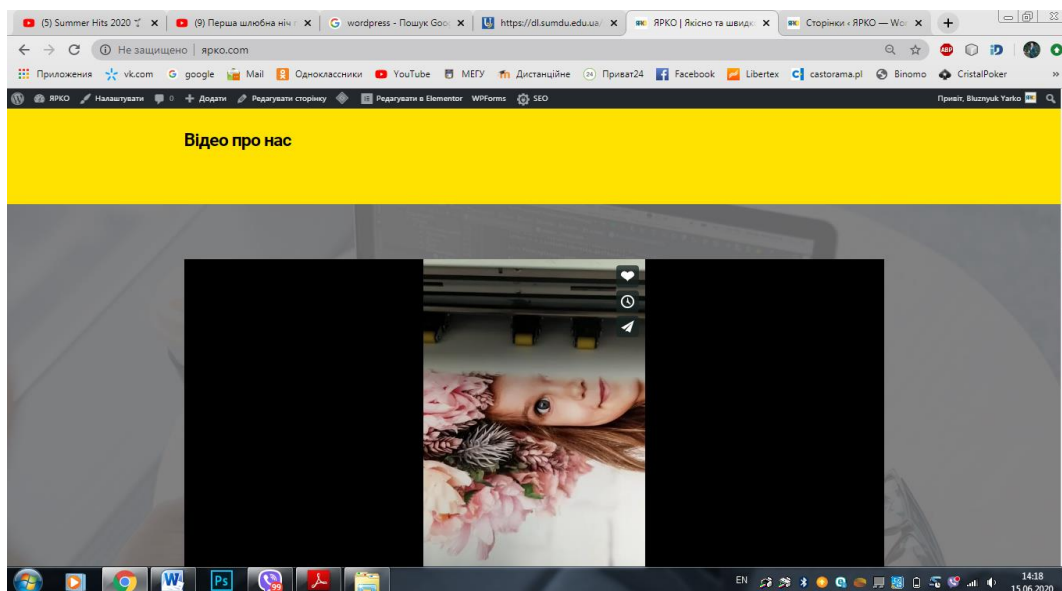 (5) Summer Hits 2020
(9) Перша шлюбна ніч
wordpress - Пошук Goo
https://dl.sumdu.edu.ua/
ЯРКО | Якісно та швидк
Сторінки ‹ ЯРКО — Wo
Не защищено | ярко.com
Приложения vk.com google Mail Одноклассники YouTube МЕГУ Дистанційне Приват24 Facebook Libertex castorama.pl Binomo CristalPoker »
ЯРКО Налаштувати 0 Додати Редагувати сторінку Редагувати в Elementor WPForms SEO Привіт, Bluznyuk Yarko
Відео про нас
EN 14:18
15.06.2020